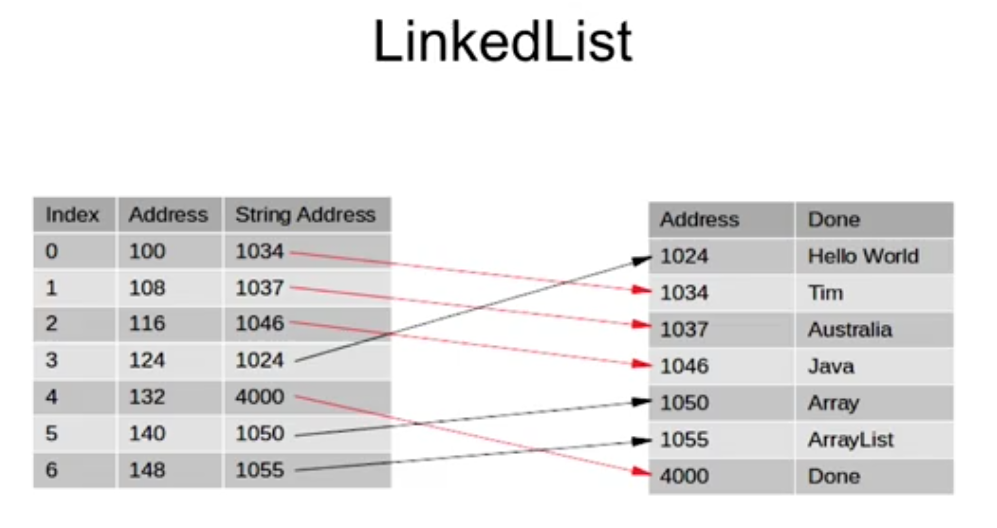 LinkedList
Index Address String Address
0 100 1034
1 108 1037
2 116 1046
3 124 1024
4 132 4000
5 140 1050
6 148 1055
Address Done
1024 Hello World
1034 Tim
1037 Australia
1046 Java
1050 Array
1055 ArrayList
4000 Done